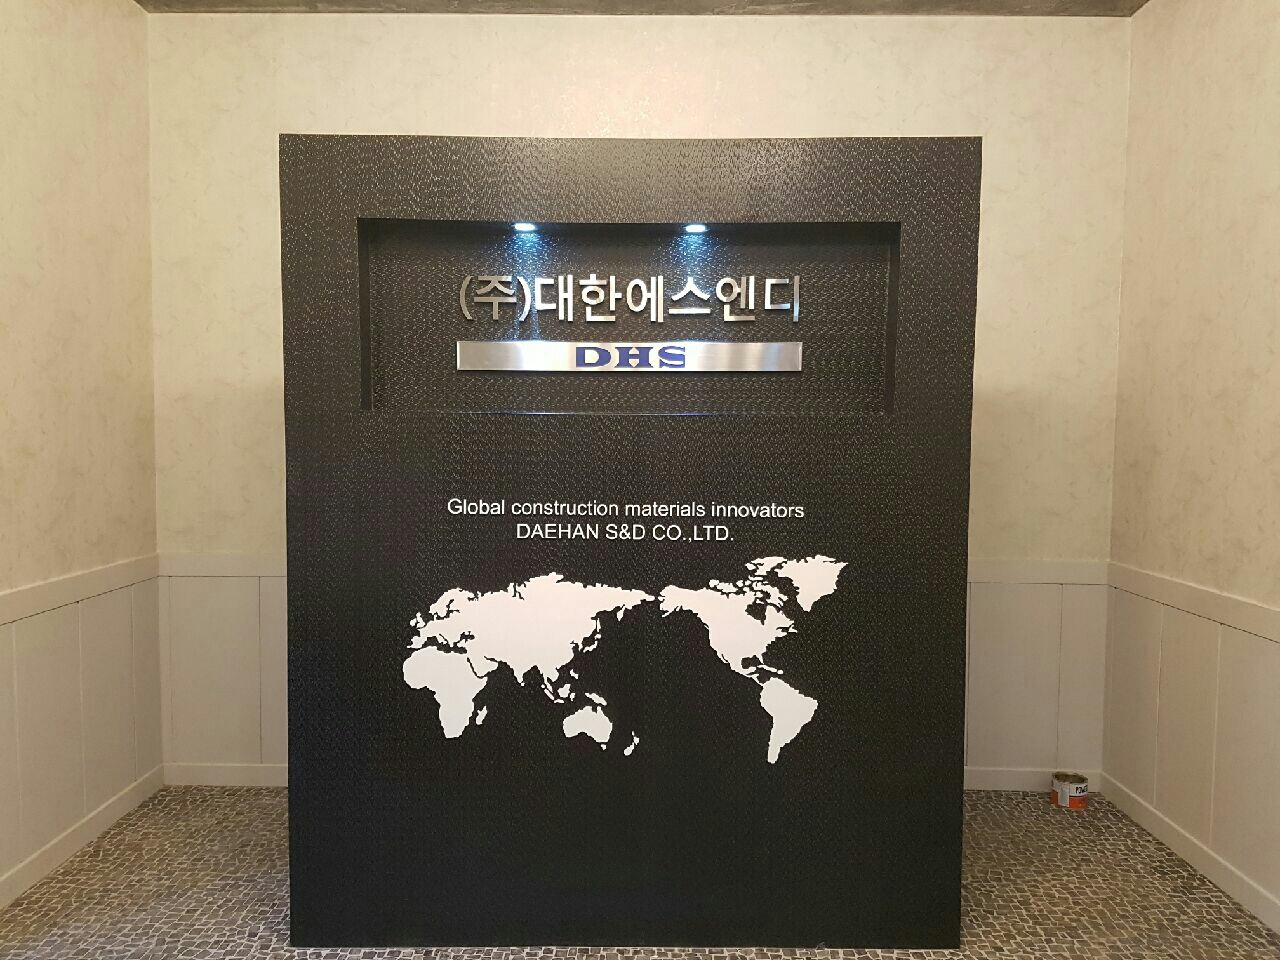 (주)대한에스엔디
DHS
Global construction materials innovators
DAEHAN S&D CO.,LTD.